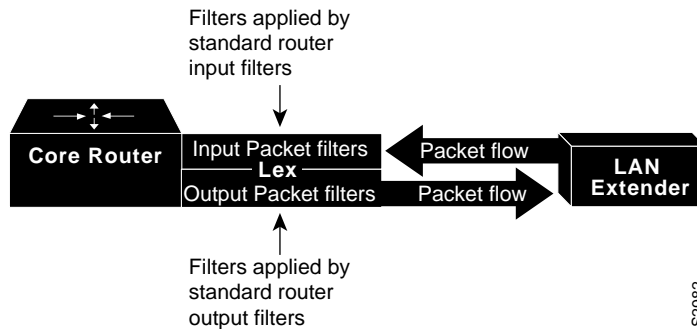 Filters applied by
standard router
input filters
Core Router
Input Packet filters
Lex
Output Packet filters
Packet flow
Packet flow
LAN
Extender
Filters applied by
standard router
output filters